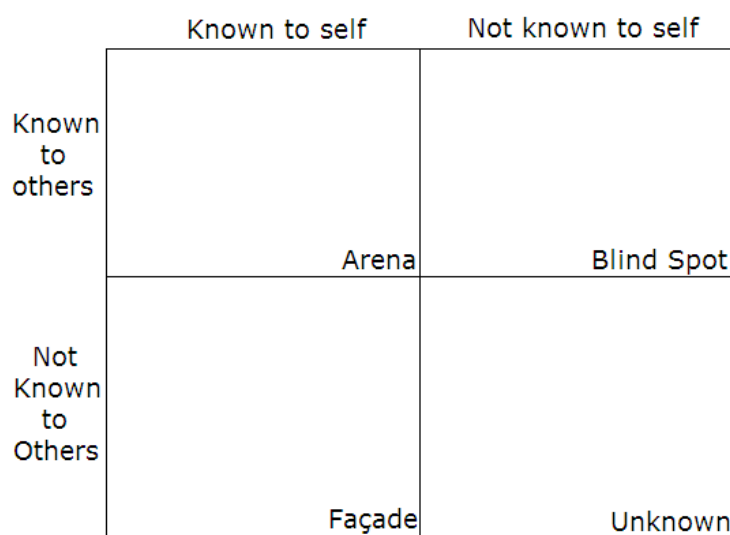 Known to self
Not known to self
Known
to
others
Arena
Blind Spot
Not
Known
to
Others
Façade
Unknown